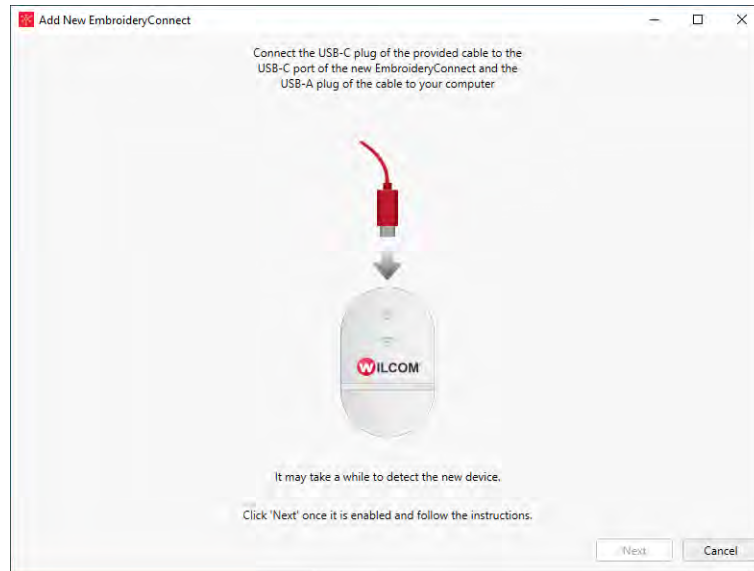 Add New EmbroideryConnect
Connect the USB-C plug of the provided cable to the
USB-C port of the new EmbroideryConnect and the
USB-A plug of the cable to your computer
WILCOM
It may take a while to detect the new device.
Click 'Next' once it is enabled and follow the instructions.
Next Cancel